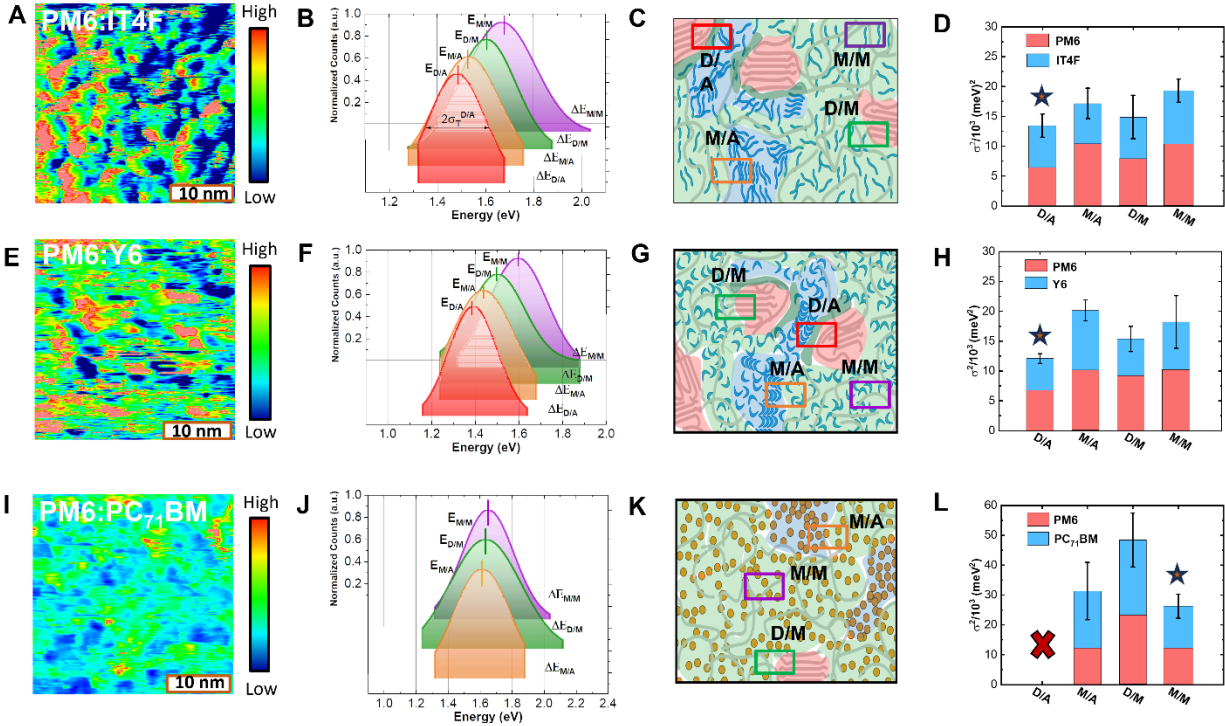 A
PM6:IT4F
10 nm
High
Low
B
Normalized Counts (a.u.)
1.0
0.8
0.6
0.4
0.2
E_M/M
E_D/M
E_M/A
E_D/A
2σ_T^D/A
ΔE_M/M
ΔE_D/M
ΔE_M/A
ΔE_D/A
1.2 1.4 1.6 1.8 2.0
Energy (eV)
C
D/
A
M/M
D/M
M/A
D
σ²/10³ (meV)²
30
25
20
15
10
5
0
PM6
IT4F
D/A M/A D/M M/M
E
PM6:Y6
10 nm
High
Low
F
Normalized Counts (a.u.)
1.0
0.8
0.6
0.4
0.2
E_M/M
E_D/M
E_M/A
E_D/A
ΔE_M/M
ΔE_D/M
ΔE_M/A
ΔE_D/A
1.0 1.2 1.4 1.6 1.8 2.0
Energy (eV)
G
D/M
D/A
M/A
M/M
H
σ²/10³ (meV²)
30
25
20
15
10
5
0
PM6
Y6
D/A M/A D/M M/M
I
PM6:PC₇₁BM
10 nm
High
Low
J
Normalized Counts (a.u.)
1.0
0.8
0.6
0.4
0.2
E_M/M
E_D/M
E_M/A
ΔE_M/M
ΔE_D/M
ΔE_M/A
1.0 1.2 1.4 1.6 1.8 2.0 2.2 2.4
Energy (eV)
K
M/A
M/M
D/M
L
σ²/10³ (meV²)
60
50
40
30
20
10
0
PM6
PC₇₁BM
D/A M/A D/M M/M